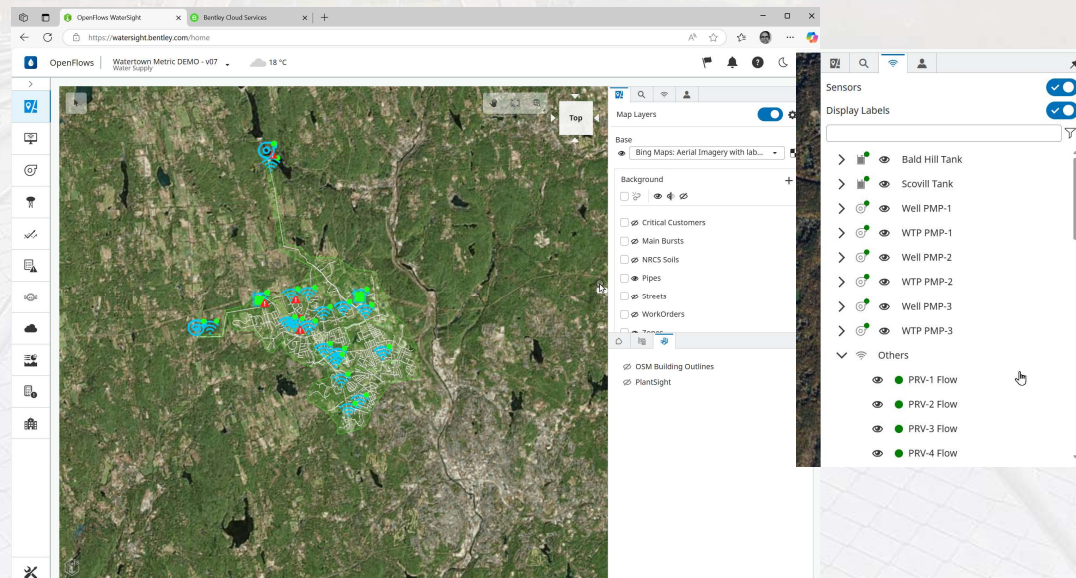 OpenFlows WaterSight
Bentley Cloud Services
https://watersight.bentley.com/home
OpenFlows
Watertown Metric DEMO - v07
Water Supply
18 °C
Top
Map Layers
Base
Bing Maps: Aerial Imagery with lab...
Background
Critical Customers
Main Bursts
NRCS Soils
Pipes
Streets
WorkOrders
Zones
OSM Building Outlines
PlantSight
Sensors
Display Labels
Bald Hill Tank
Scovill Tank
Well PMP-1
WTP PMP-1
Well PMP-2
WTP PMP-2
Well PMP-3
WTP PMP-3
Others
PRV-1 Flow
PRV-2 Flow
PRV-3 Flow
PRV-4 Flow